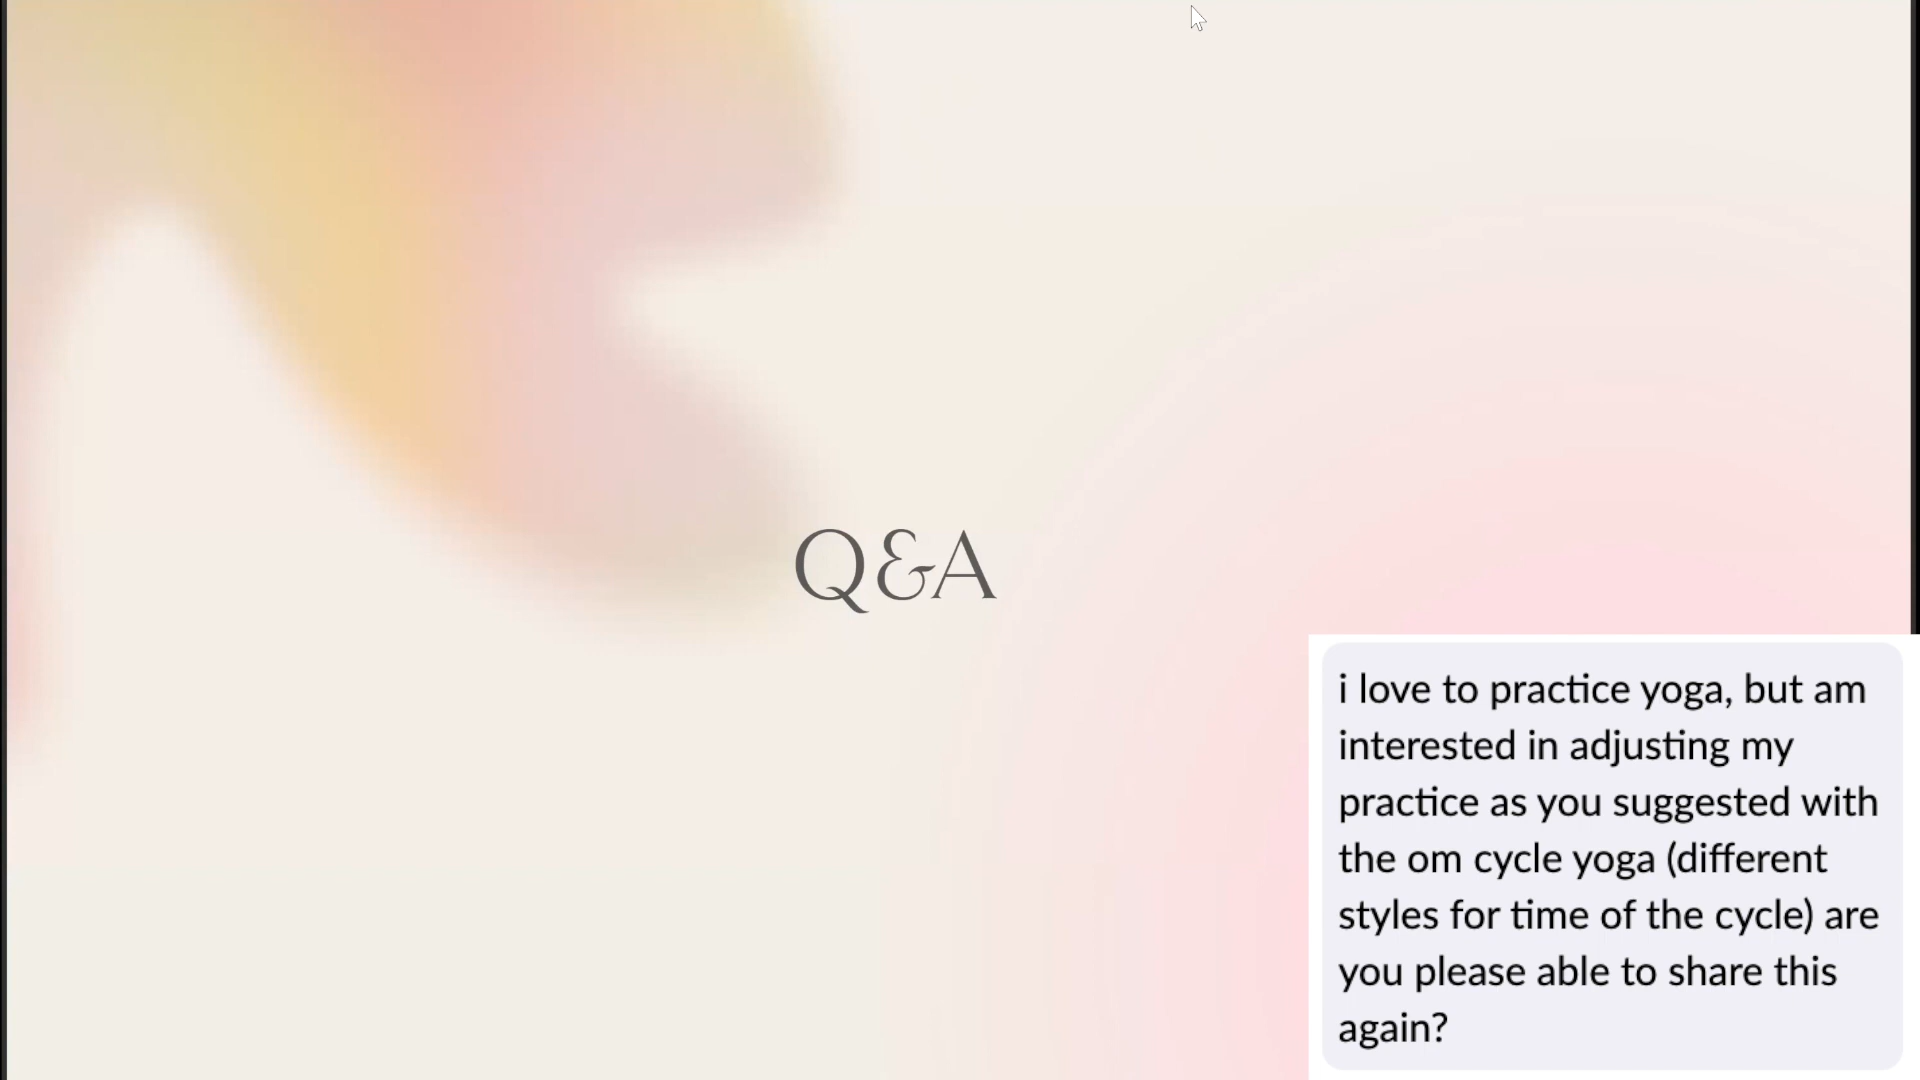 Q&A
i love to practice yoga, but am
interested in adjusting my
practice as you suggested with
the om cycle yoga (different
styles for time of the cycle) are
you please able to share this
again?